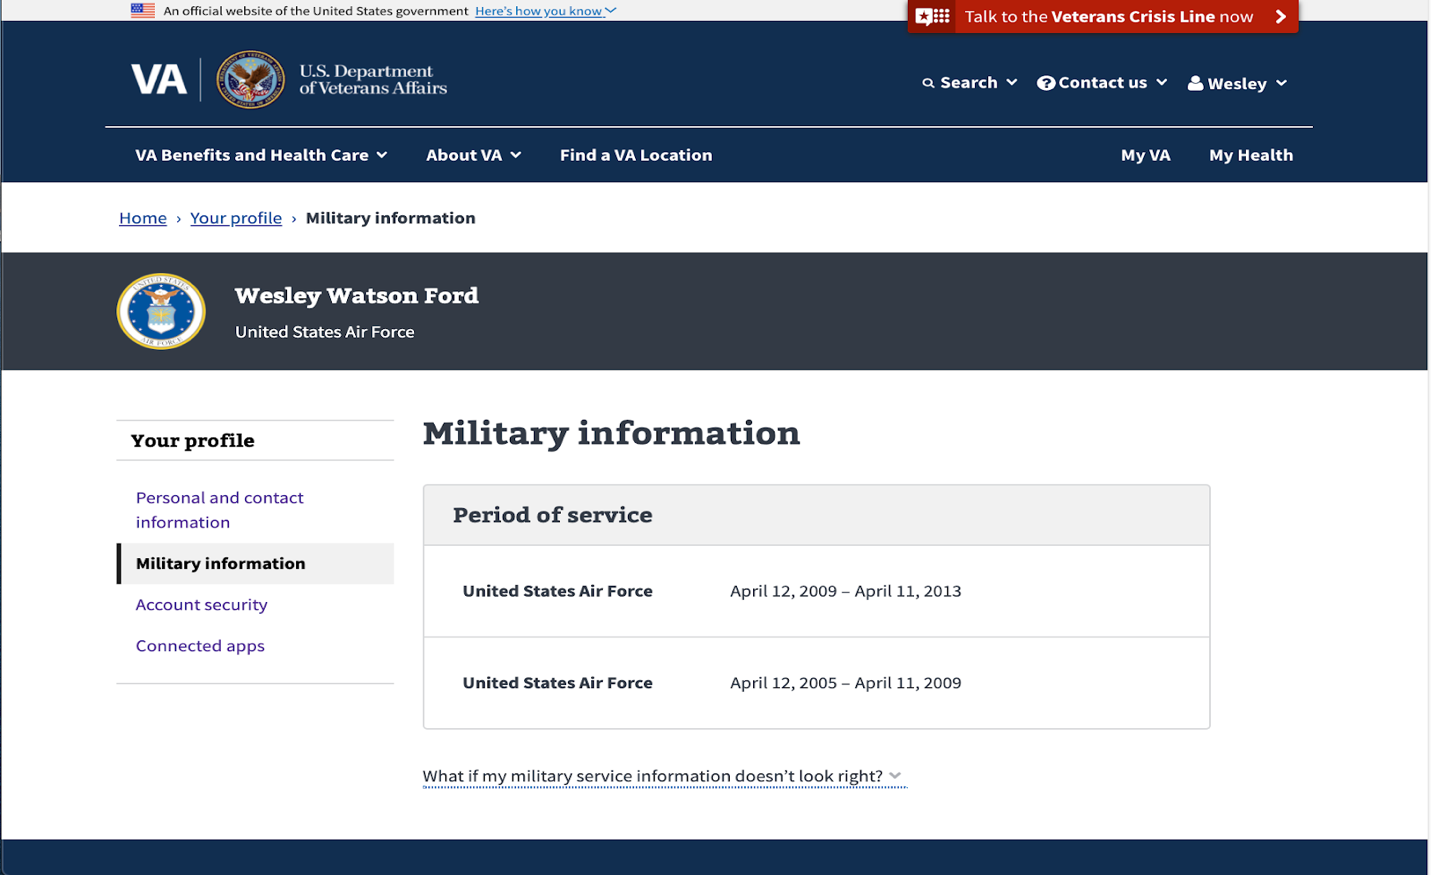 An official website of the United States government Here's how you know
Talk to the Veterans Crisis Line now
VA
U.S. Department
of Veterans Affairs
Search
Contact us
Wesley
VA Benefits and Health Care
About VA
Find a VA Location
My VA
My Health
Home › Your profile › Military information
Wesley Watson Ford
United States Air Force
Your profile
Personal and contact
information
Military information
Account security
Connected apps
Military information
Period of service
United States Air Force April 12, 2009 – April 11, 2013
United States Air Force April 12, 2005 – April 11, 2009
What if my military service information doesn’t look right?